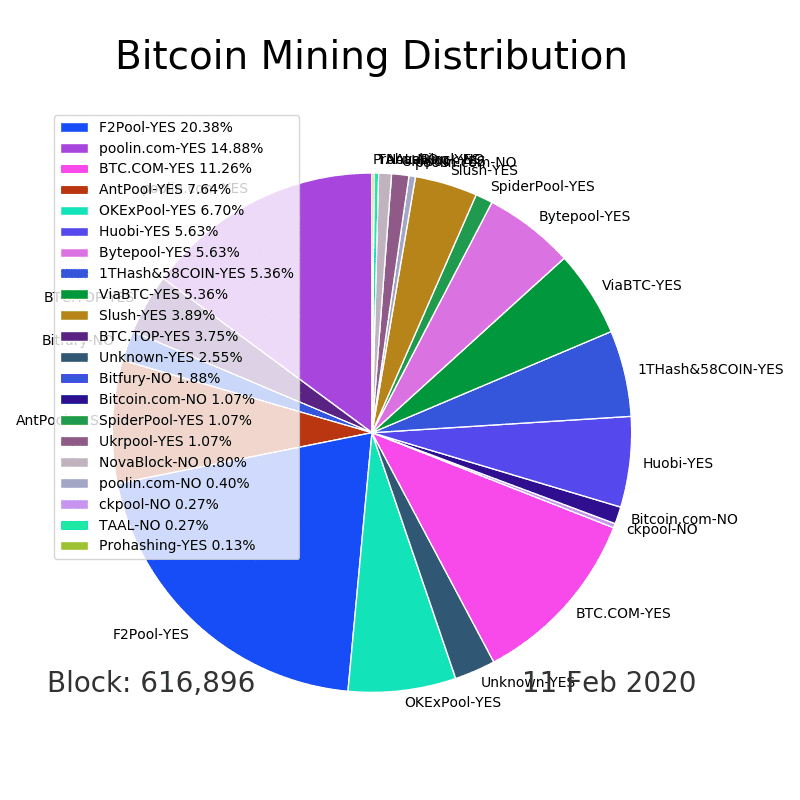 Bitcoin Mining Distribution
F2Pool-YES 20.38%
poolin.com-YES 14.88%
BTC.COM-YES 11.26%
AntPool-YES 7.64%
OKExPool-YES 6.70%
Huobi-YES 5.63%
Bytepool-YES 5.63%
1THash&58COIN-YES 5.36%
ViaBTC-YES 5.36%
Slush-YES 3.89%
BTC.TOP-YES 3.75%
Unknown-YES 2.55%
Bitfury-NO 1.88%
Bitcoin.com-NO 1.07%
SpiderPool-YES 1.07%
Ukrpool-YES 1.07%
NovaBlock-NO 0.80%
poolin.com-NO 0.40%
ckpool-NO 0.27%
TAAL-NO 0.27%
Prohashing-YES 0.13%
poolin.com-NO
Slush-YES
SpiderPool-YES
Bytepool-YES
ViaBTC-YES
1THash&58COIN-YES
Huobi-YES
Bitcoin.com-NO
ckpool-NO
BTC.COM-YES
Unknown-YES
OKExPool-YES
F2Pool-YES
Block: 616,896
11 Feb 2020